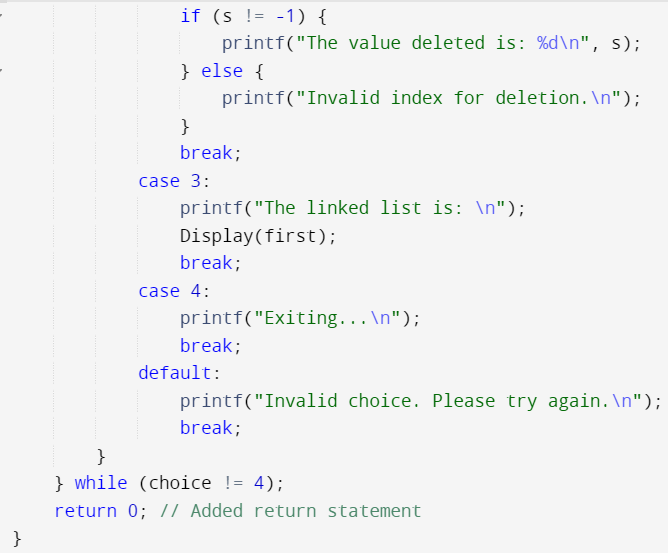 if (s != -1) {
printf("The value deleted is: %d\n", s);
} else {
printf("Invalid index for deletion.\n");
}
break;
case 3:
printf("The linked list is: \n");
Display(first);
break;
case 4:
printf("Exiting...\n");
break;
default:
printf("Invalid choice. Please try again.\n");
break;
}
} while (choice != 4);
return 0; // Added return statement
}